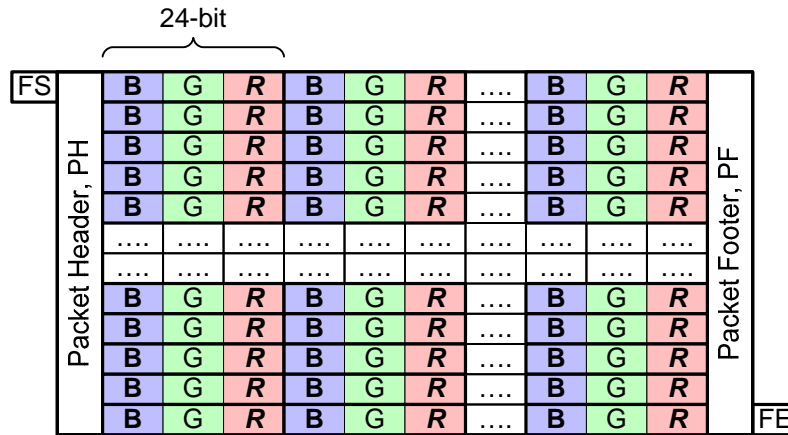 24-bit
FS B G R B G R .... B G R
B G R B G R .... B G R
B G R B G R .... B G R
B G R B G R .... B G R
B G R B G R .... B G R
.... .... .... .... .... .... .... .... .... ....
.... .... .... .... .... .... .... .... .... ....
B G R B G R .... B G R
B G R B G R .... B G R
B G R B G R .... B G R
B G R B G R .... B G R
B G R B G R .... B G R FE
Packet Header, PH
Packet Footer, PF